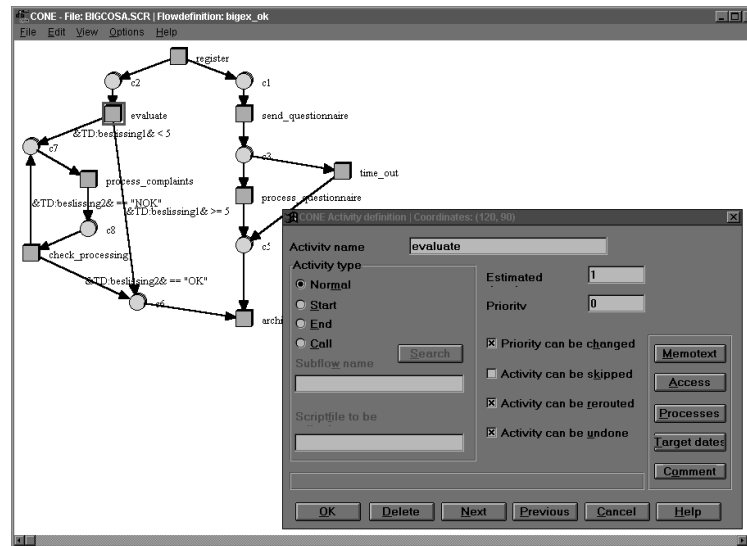 CONE - File: BIGCOSA.SCR | Flowdefinition: bigex_ok
File Edit View Options Help
register
c2
c1
evaluate
send_questionnaire
&TD:beslissing1& < 5
c7
c3
time_out
process_complaints
&TD:beslissing2& == "NOK"
&TD:beslissing1& >= 5
process_questionnaire
c8
c5
check_processing
&TD:beslissing2& == "OK"
c6
archi
CONE Activity definition | Coordinates: (120, 90)
Activity name
evaluate
Activity type
Normal
Start
End
Call
Subflow name
Search
Scriptfile to be
Estimated
1
Priority
0
Priority can be changed
Activity can be skipped
Activity can be rerouted
Activity can be undone
Memotext
Access
Processes
Target dates
Comment
OK Delete Next Previous Cancel Help